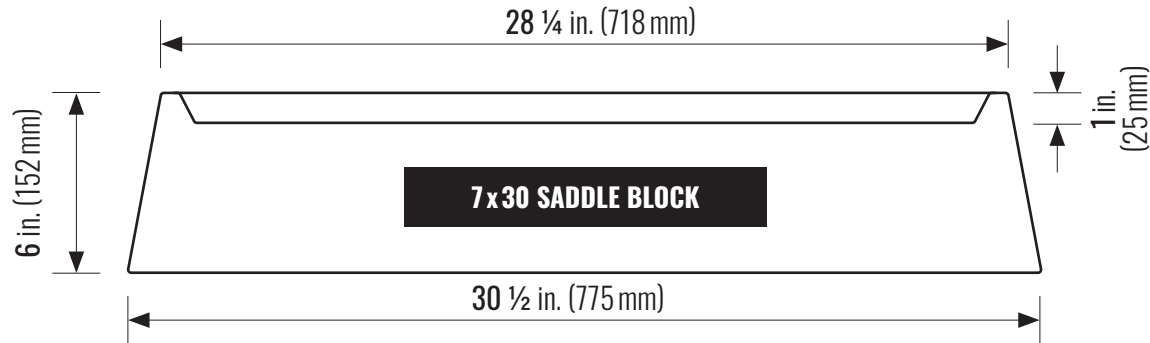 28 ¼ in. (718 mm)
6 in. (152 mm)
1 in.
(25 mm)
7 x 30 SADDLE BLOCK
30 ½ in. (775 mm)